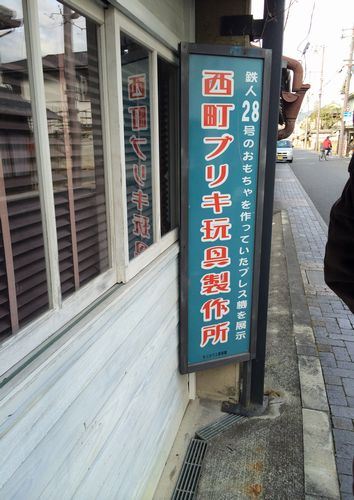 鉄人28号のおもちゃを作っていたプレス機を展示
西町ブリキ玩具製作所